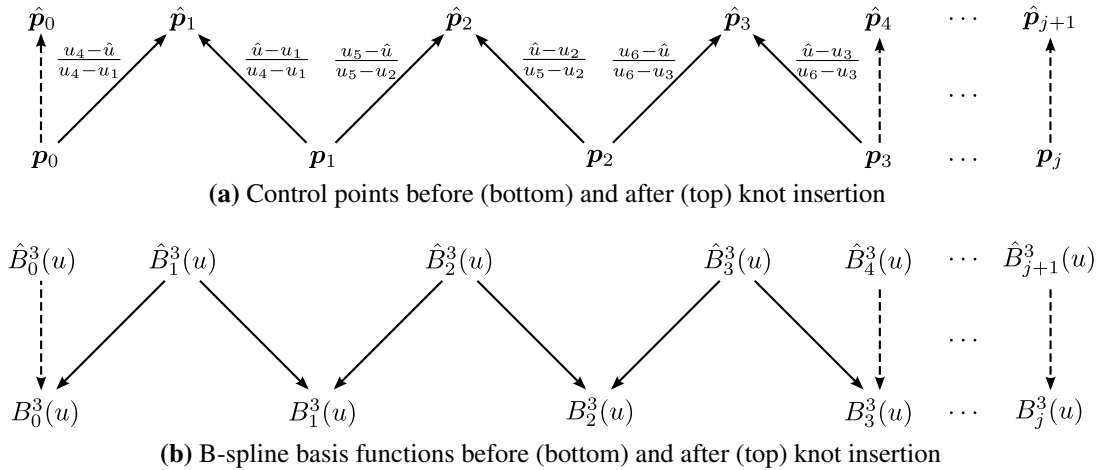 p̂₀ p̂₁ p̂₂ p̂₃ p̂₄ ⋯ p̂ⱼ₊₁
(u₄−û)/(u₄−u₁) (û−u₁)/(u₄−u₁) (u₅−û)/(u₅−u₂) (û−u₂)/(u₅−u₂) (u₆−û)/(u₆−u₃) (û−u₃)/(u₆−u₃)
⋯
p₀ p₁ p₂ p₃ ⋯ pⱼ
(a) Control points before (bottom) and after (top) knot insertion
B̂₀³(u) B̂₁³(u) B̂₂³(u) B̂₃³(u) B̂₄³(u) ⋯ B̂ⱼ₊₁³(u)
⋯
B₀³(u) B₁³(u) B₂³(u) B₃³(u) ⋯ Bⱼ³(u)
(b) B-spline basis functions before (bottom) and after (top) knot insertion